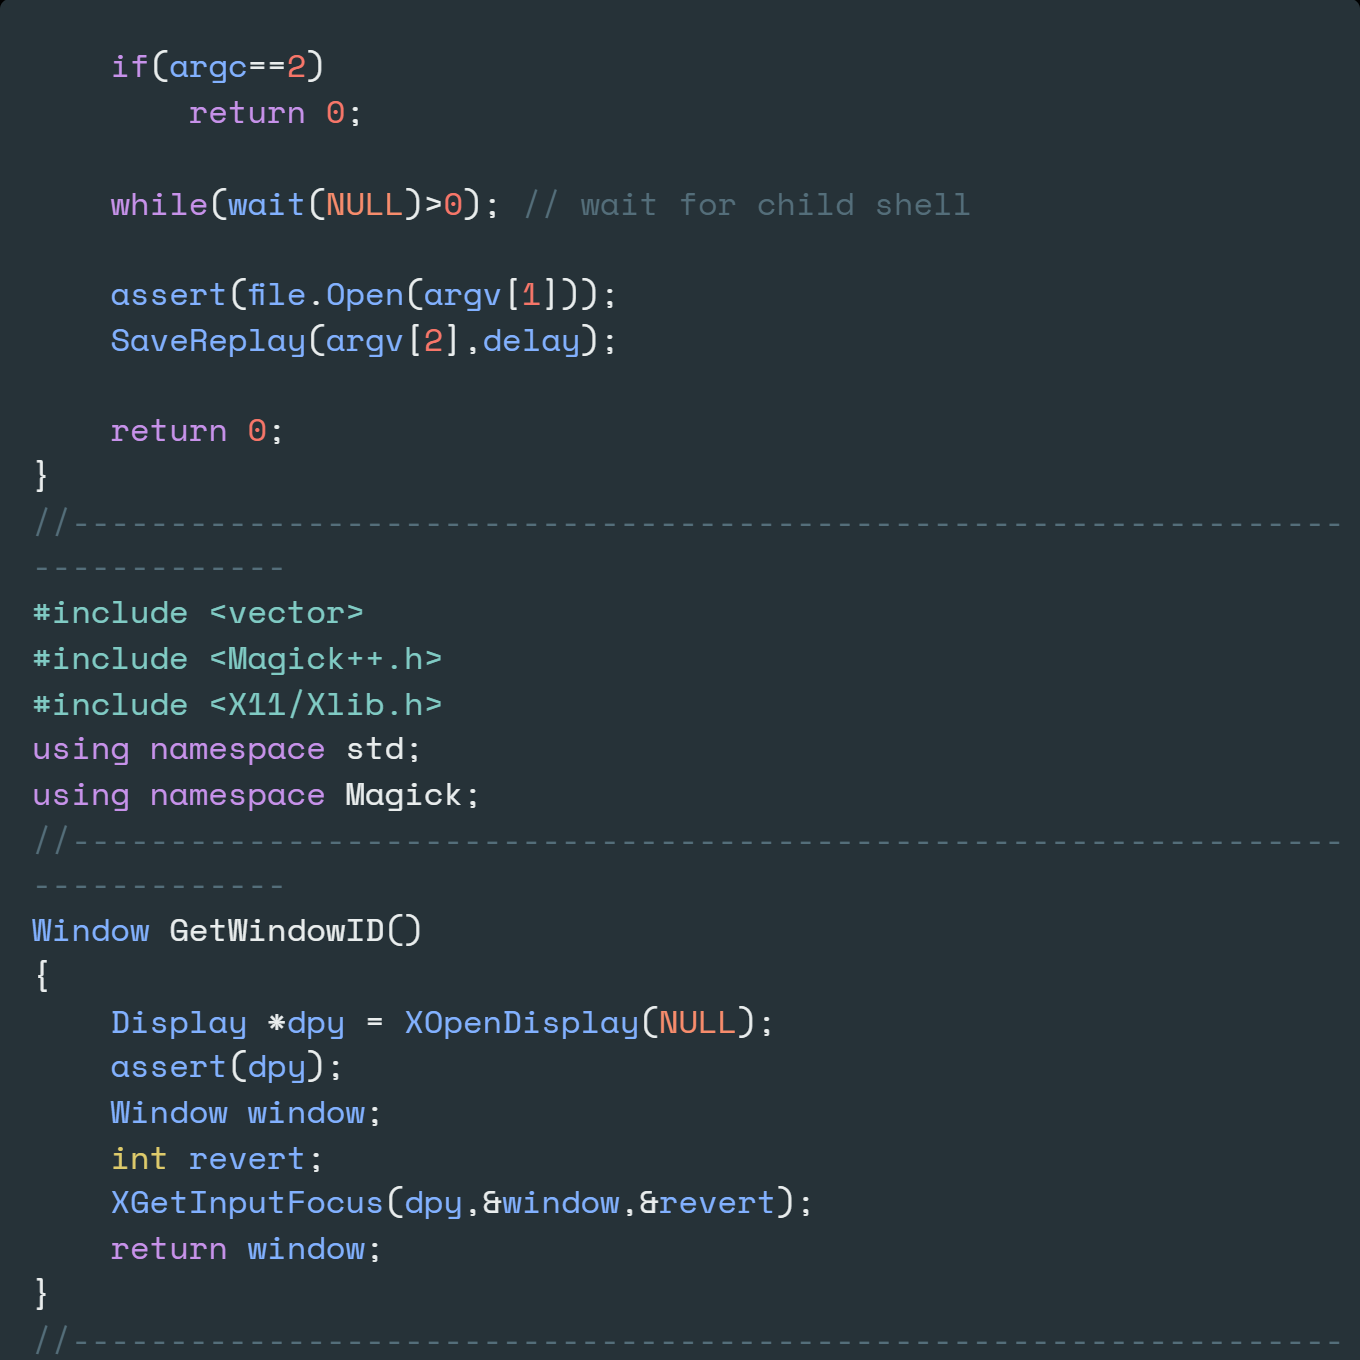 if(argc==2)
        return 0;

    while(wait(NULL)>0); // wait for child shell

    assert(file.Open(argv[1]));
    SaveReplay(argv[2],delay);

    return 0;
}
//-----------------------------------------------------------------
-------------
#include <vector>
#include <Magick++.h>
#include <X11/Xlib.h>
using namespace std;
using namespace Magick;
//-----------------------------------------------------------------
-------------
Window GetWindowID()
{
    Display *dpy = XOpenDisplay(NULL);
    assert(dpy);
    Window window;
    int revert;
    XGetInputFocus(dpy,&window,&revert);
    return window;
}
//-----------------------------------------------------------------